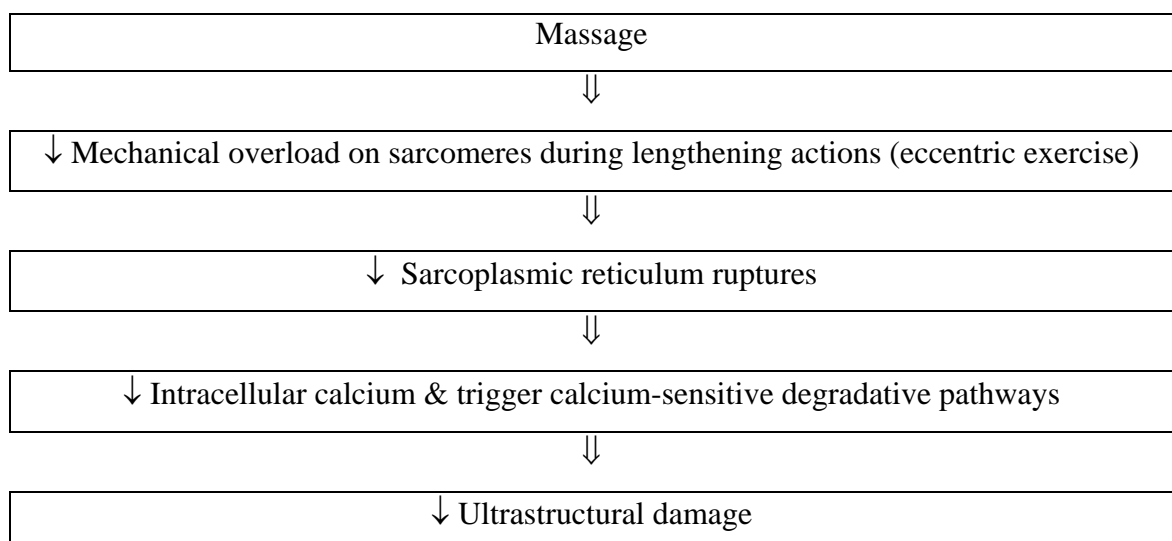 Massage
⇓
↓ Mechanical overload on sarcomeres during lengthening actions (eccentric exercise)
⇓
↓ Sarcoplasmic reticulum ruptures
⇓
↓ Intracellular calcium & trigger calcium-sensitive degradative pathways
⇓
↓ Ultrastructural damage